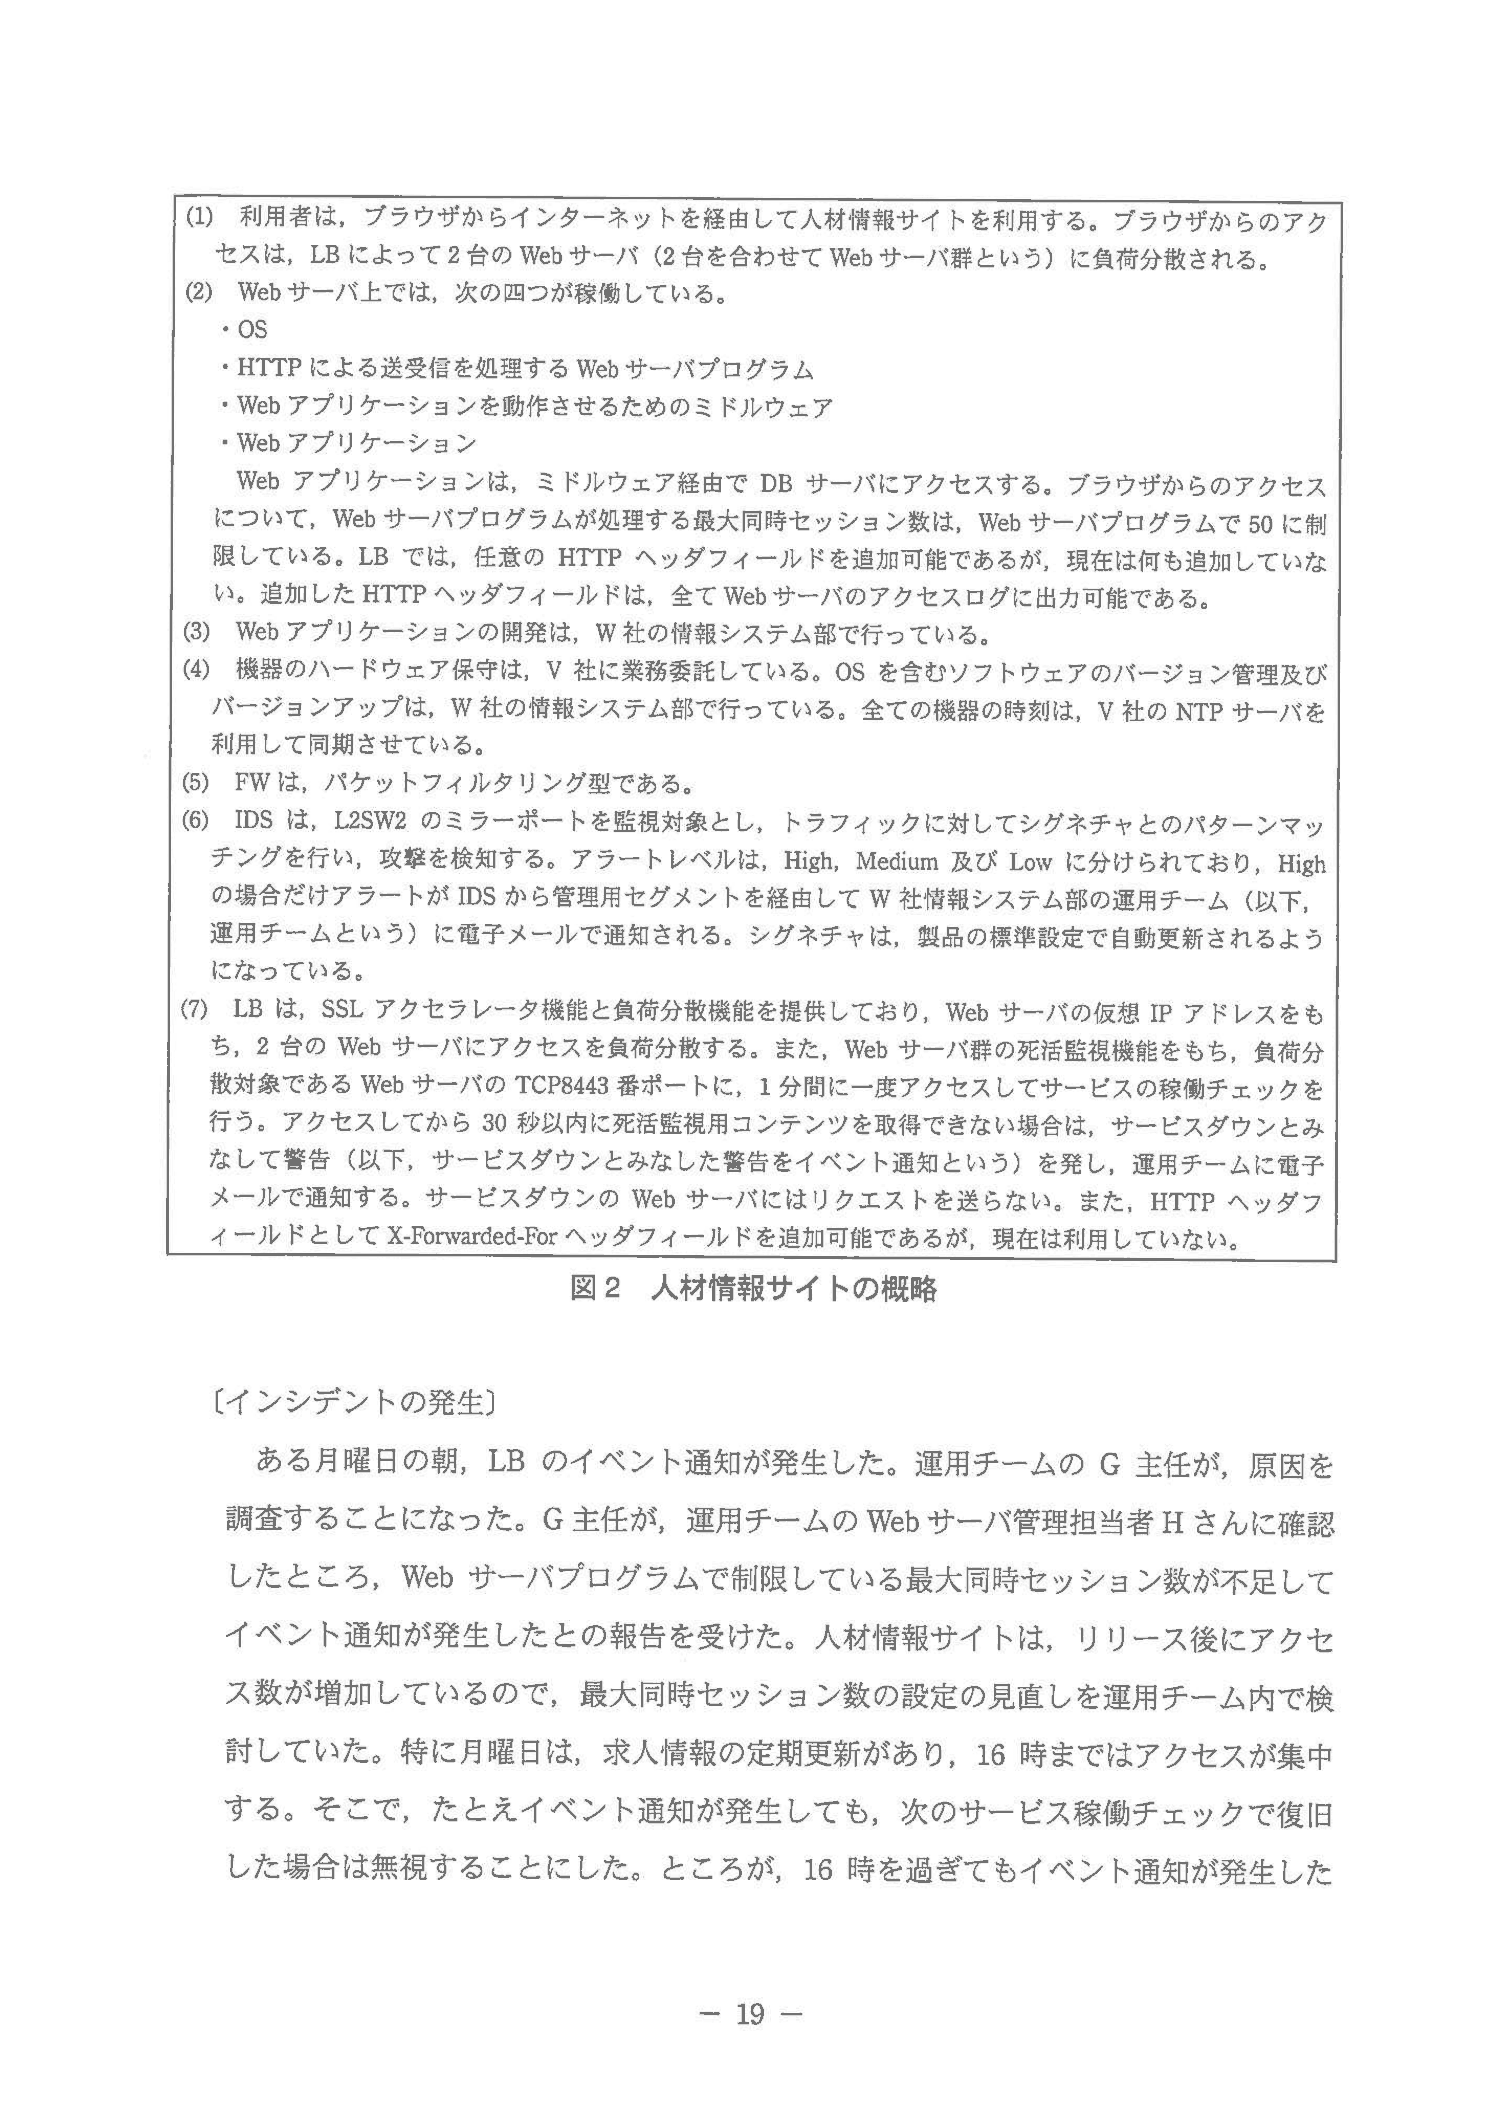 (1) 利用者は，ブラウザからインターネットを経由して人材情報サイトを利用する。ブラウザからのアク
セスは，LB によって 2 台の Web サーバ（2 台を合わせて Web サーバ群という）に負荷分散される。
(2) Web サーバ上では，次の四つが稼働している。
・OS
・HTTP による送受信を処理する Web サーバプログラム
・Web アプリケーションを動作させるためのミドルウェア
・Web アプリケーション
Web アプリケーションは，ミドルウェア経由で DB サーバにアクセスする。ブラウザからのアクセス
について，Web サーバプログラムが処理する最大同時セッション数は，Web サーバプログラムで 50 に制
限している。LB では，任意の HTTP ヘッダフィールドを追加可能であるが，現在は何も追加していな
い。追加した HTTP ヘッダフィールドは，全て Web サーバのアクセスログに出力可能である。
(3) Web アプリケーションの開発は，W 社の情報システム部で行っている。
(4) 機器のハードウェア保守は，V 社に業務委託している。OS を含むソフトウェアのバージョン管理及び
バージョンアップは，W 社の情報システム部で行っている。全ての機器の時刻は，V 社の NTP サーバを
利用して同期させている。
(5) FW は，パケットフィルタリング型である。
(6) IDS は，L2SW2 のミラーポートを監視対象とし，トラフィックに対してシグネチャとのパターンマッ
チングを行い，攻撃を検知する。アラートレベルは，High，Medium 及び Low に分けられており，High
の場合だけアラートが IDS から管理用セグメントを経由して W 社情報システム部の運用チーム（以下，
運用チームという）に電子メールで通知される。シグネチャは，製品の標準設定で自動更新されるよう
になっている。
(7) LB は，SSL アクセラレータ機能と負荷分散機能を提供しており，Web サーバの仮想 IP アドレスをも
ち，2 台の Web サーバにアクセスを負荷分散する。また，Web サーバ群の死活監視機能をもち，負荷分
散対象である Web サーバの TCP8443 番ポートに，1 分間に一度アクセスしてサービスの稼働チェックを
行う。アクセスしてから 30 秒以内に死活監視用コンテンツを取得できない場合は，サービスダウンとみ
なして警告（以下，サービスダウンとみなした警告をイベント通知という）を発し，運用チームに電子
メールで通知する。サービスダウンの Web サーバにはリクエストを送らない。また，HTTP ヘッダフ
ィールドとして X-Forwarded-For ヘッダフィールドを追加可能であるが，現在は利用していない。
図 2 人材情報サイトの概略
〔インシデントの発生〕
ある月曜日の朝，LB のイベント通知が発生した。運用チームの G 主任が，原因を
調査することになった。G 主任が，運用チームの Web サーバ管理担当者 H さんに確認
したところ，Web サーバプログラムで制限している最大同時セッション数が不足して
イベント通知が発生したとの報告を受けた。人材情報サイトは，リリース後にアクセ
ス数が増加しているので，最大同時セッション数の設定の見直しを運用チーム内で検
討していた。特に月曜日は，求人情報の定期更新があり，16 時まではアクセスが集中
する。そこで，たとえイベント通知が発生しても，次のサービス稼働チェックで復旧
した場合は無視することにした。ところが，16 時を過ぎてもイベント通知が発生した
－ 19 －